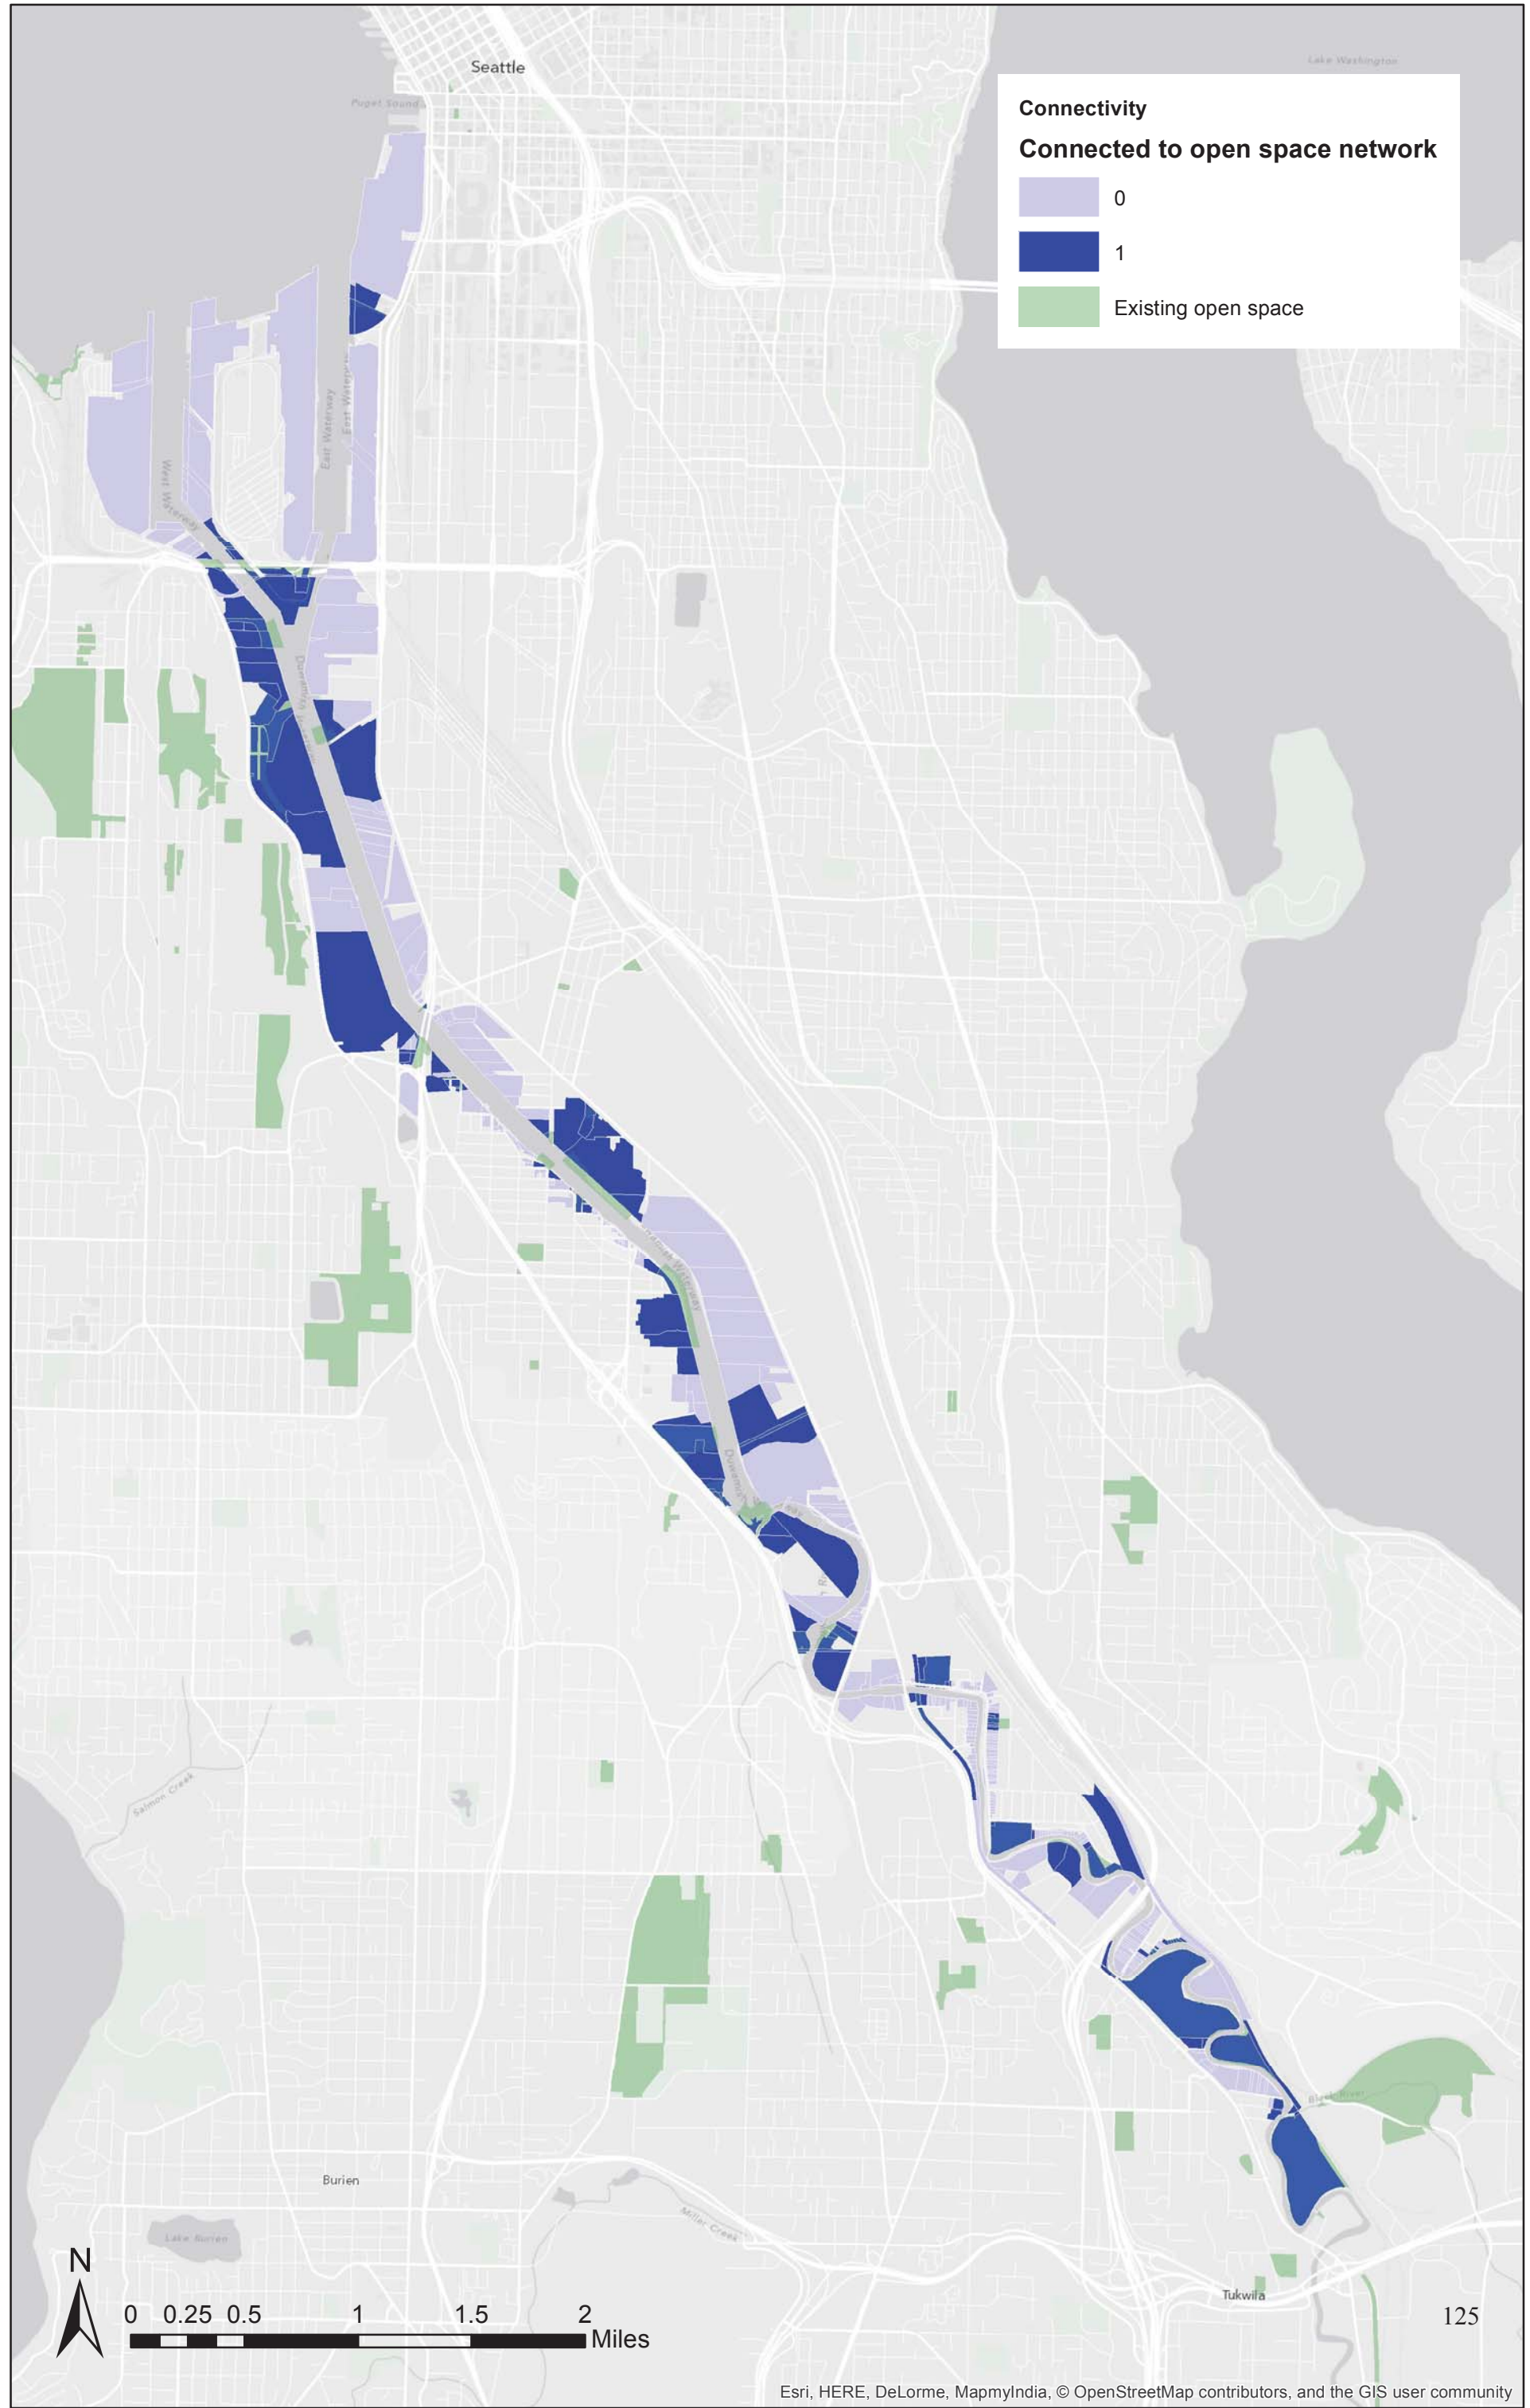 Seattle
Lake Washington
Puget Sound
Connectivity
Connected to open space network
0
1
Existing open space
East Waterway
East Waterw
West Waterway
Salmon Creek
Black River
Burien
Miller Creek
Lake Burien
Tukwila
N
0 0.25 0.5 1 1.5 2
Miles
125
Esri, HERE, DeLorme, MapmyIndia, © OpenStreetMap contributors, and the GIS user community